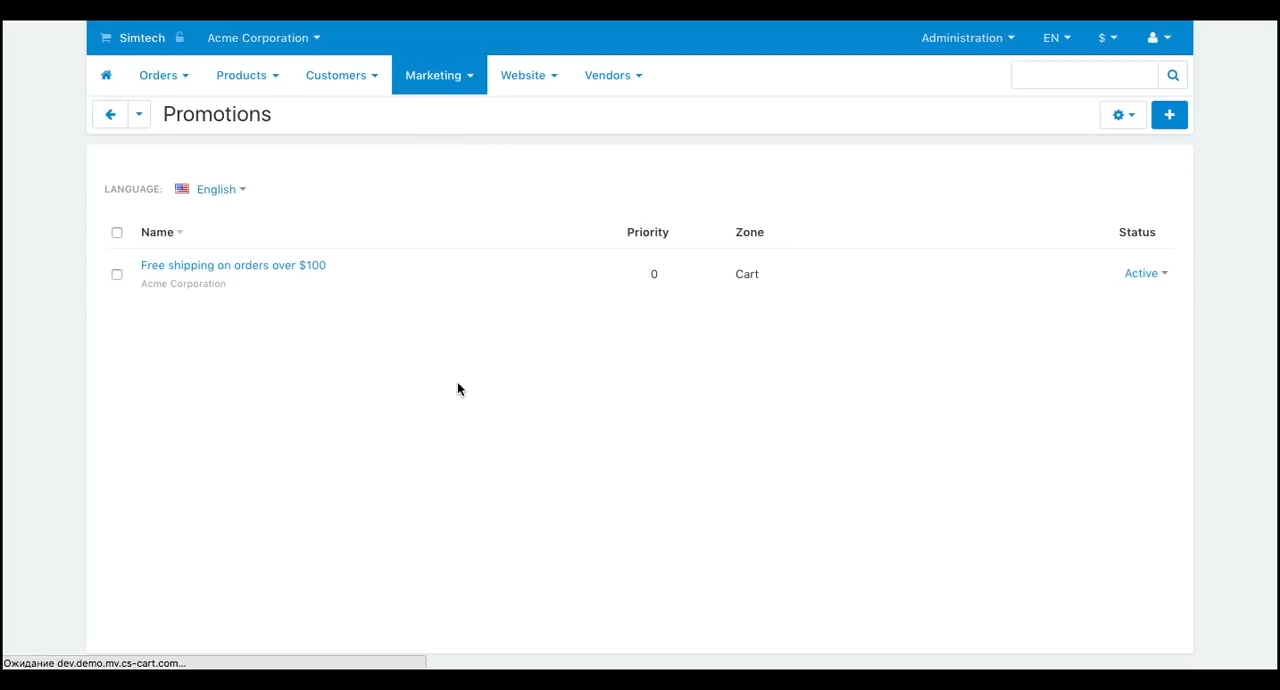 Simtech Acme Corporation Administration EN $
Orders Products Customers Marketing Website Vendors
Promotions
LANGUAGE: English
Name Priority Zone Status
Free shipping on orders over $100 0 Cart Active
Acme Corporation
Ожидание dev.demo.mv.cs-cart.com...